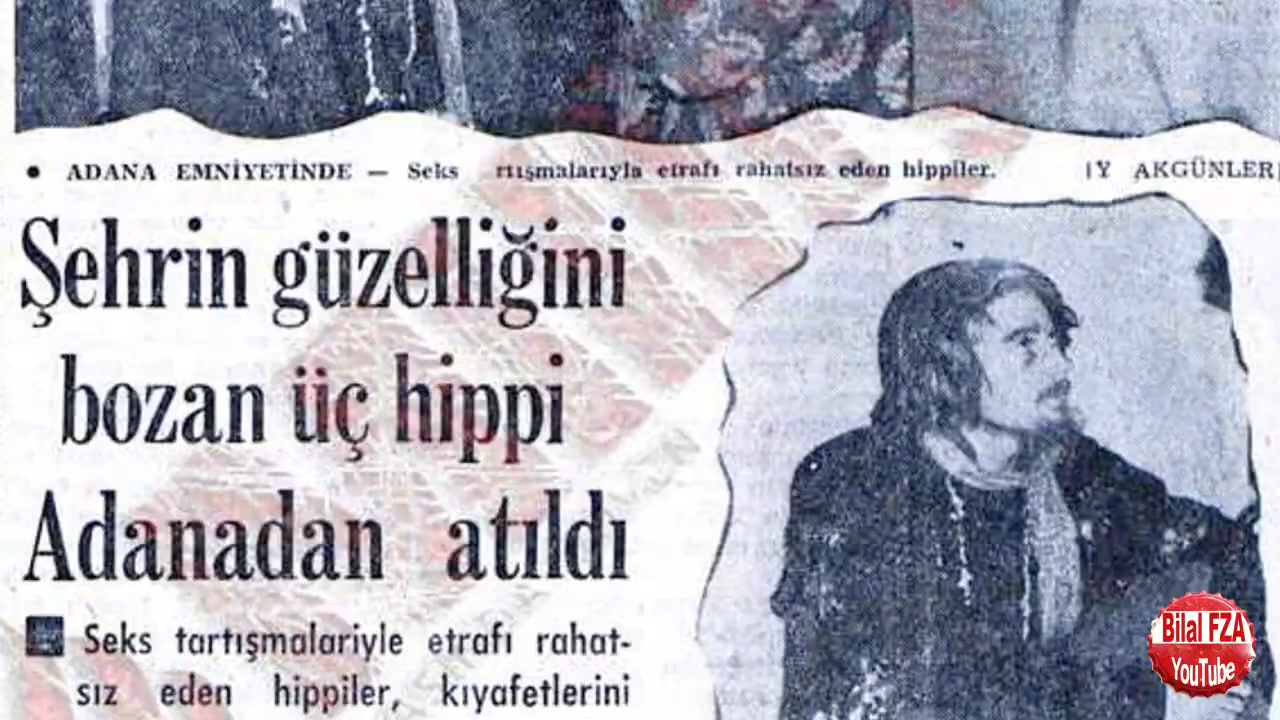 • ADANA EMNİYETİNDE — Seks rtışmalarıyla etrafı rahatsız eden hippiler. [Y AKGÜNLER]
Şehrin güzelliğini
bozan üç hippi
Adanadan atıldı
Seks tartışmalariyle etrafı rahat-
sız eden hippiler, kıyafetlerini
Bilal FZA
YouTube